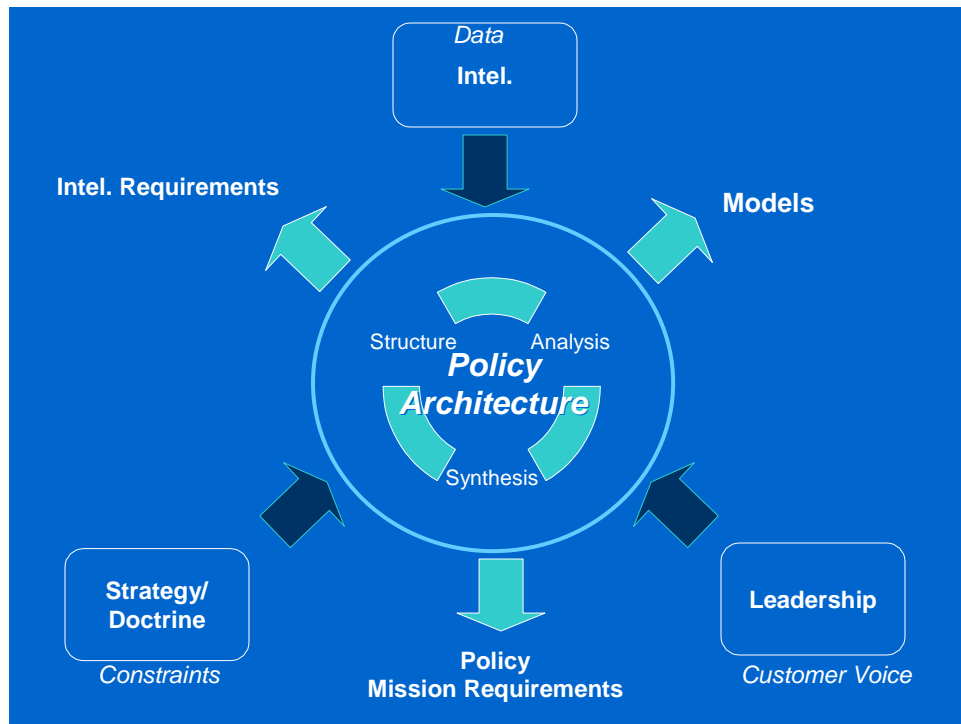 Data
Intel.
Intel. Requirements
Models
Structure
Analysis
Policy
Architecture
Synthesis
Strategy/
Doctrine
Constraints
Leadership
Customer Voice
Policy
Mission Requirements